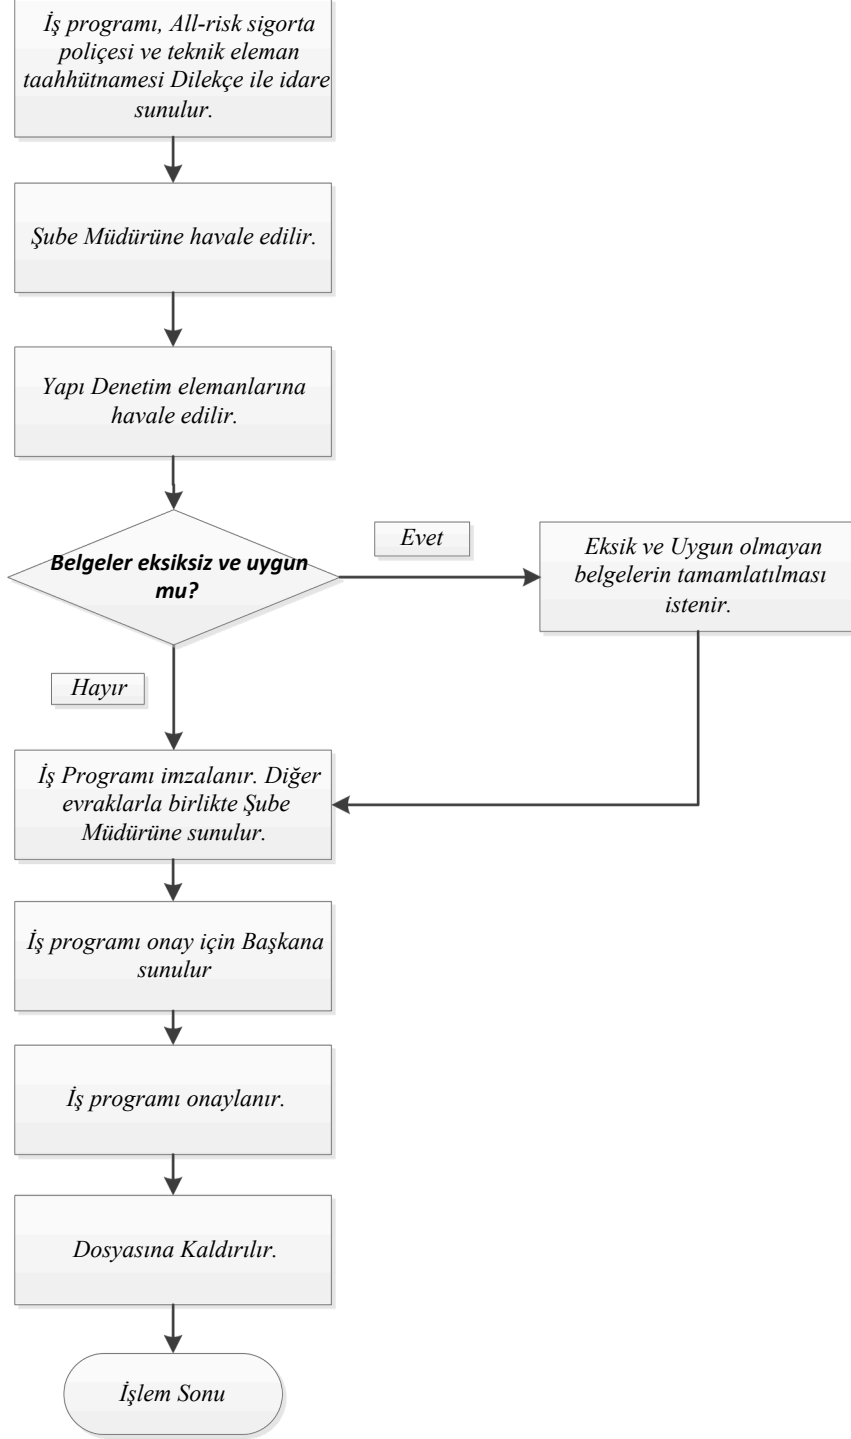 İş programı, All-risk sigorta
poliçesi ve teknik eleman
taahhütnamesi Dilekçe ile idare
sunulur.
Şube Müdürüne havale edilir.
Yapı Denetim elemanlarına
havale edilir.
Belgeler eksiksiz ve uygun
mu?
Evet
Eksik ve Uygun olmayan
belgelerin tamamlatılması
istenir.
Hayır
İş Programı imzalanır. Diğer
evraklarla birlikte Şube
Müdürüne sunulur.
İş programı onay için Başkana
sunulur
İş programı onaylanır.
Dosyasına Kaldırılır.
İşlem Sonu